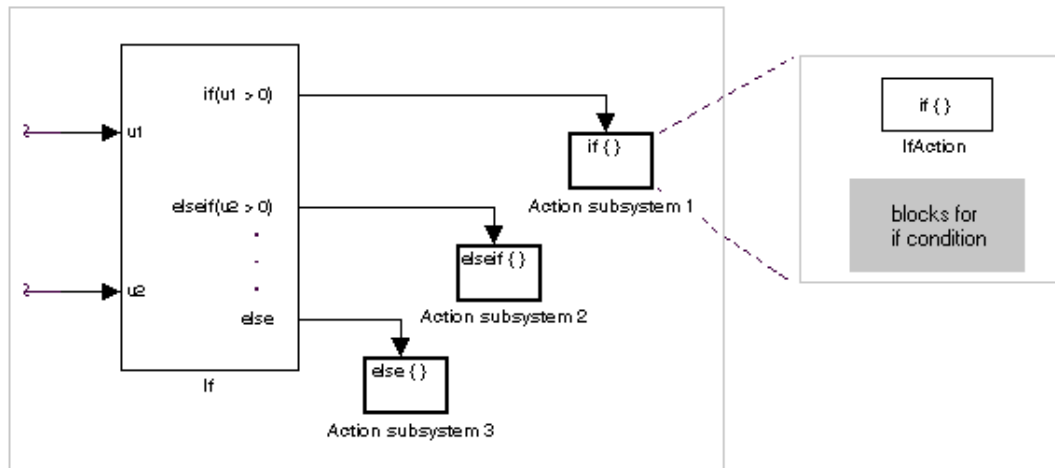 if(u1 > 0)
u1
if { }
Action subsystem 1
elseif(u2 > 0)
elseif { }
Action subsystem 2
u2
else
else { }
Action subsystem 3
If
if { }
IfAction
blocks for
if condition